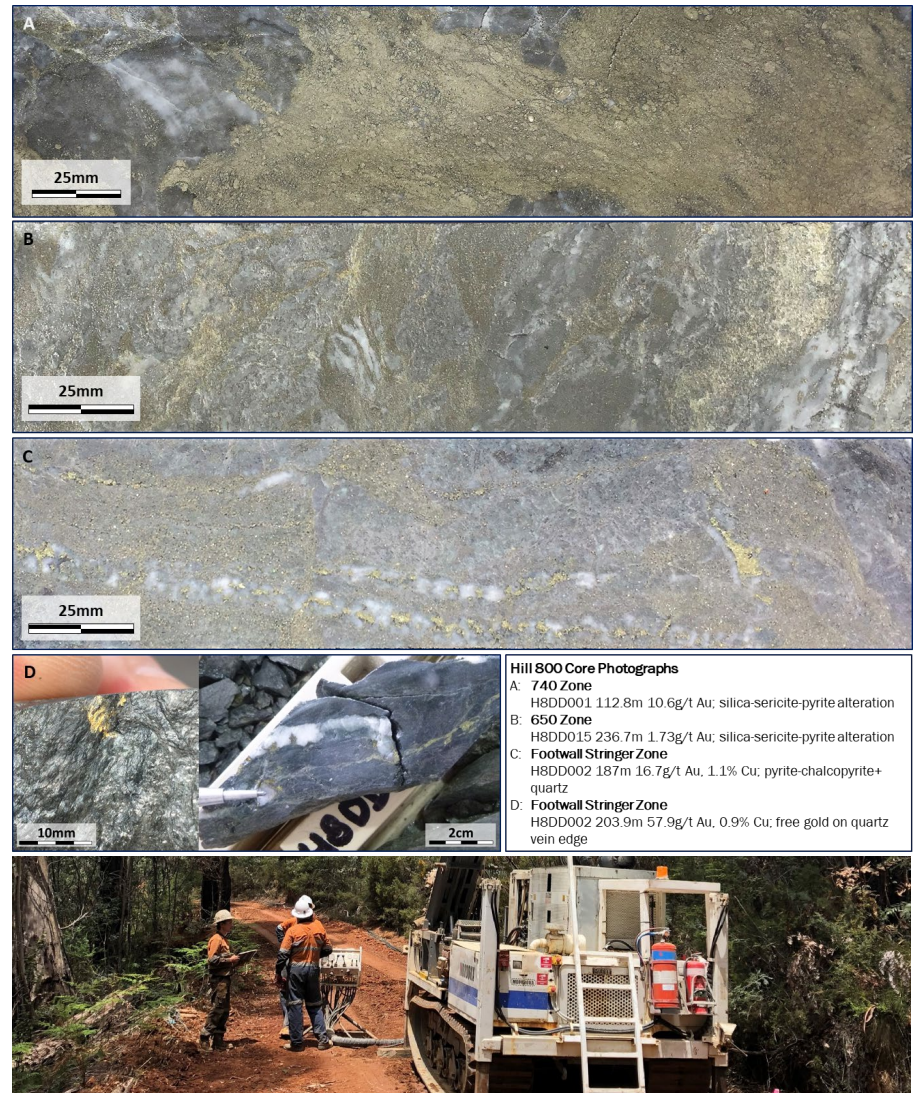 A
25mm
B
25mm
C
25mm
D
10mm
2cm
Hill 800 Core Photographs
A: 740 Zone
H8DD001 112.8m 10.6g/t Au; silica-sericite-pyrite alteration
B: 650 Zone
H8DD015 236.7m 1.73g/t Au; silica-sericite-pyrite alteration
C: Footwall Stringer Zone
H8DD002 187m 16.7g/t Au, 1.1% Cu; pyrite-chalcopyrite+
quartz
D: Footwall Stringer Zone
H8DD002 203.9m 57.9g/t Au, 0.9% Cu; free gold on quartz
vein edge